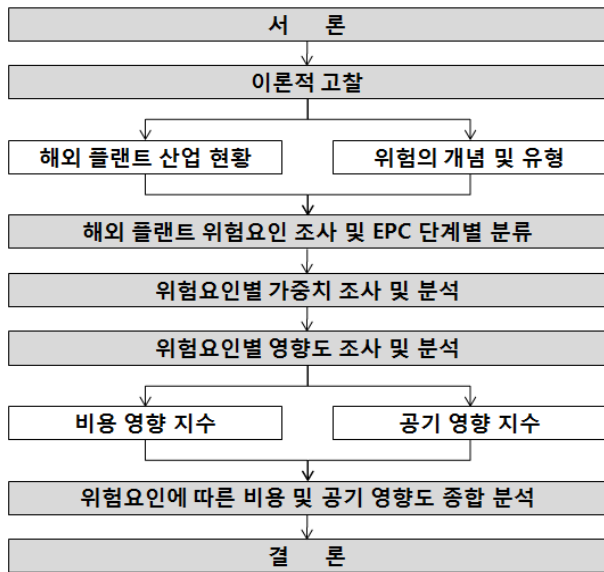 서 론
이론적 고찰
해외 플랜트 산업 현황 위험의 개념 및 유형
해외 플랜트 위험요인 조사 및 EPC 단계별 분류
위험요인별 가중치 조사 및 분석
위험요인별 영향도 조사 및 분석
비용 영향 지수 공기 영향 지수
위험요인에 따른 비용 및 공기 영향도 종합 분석
결 론